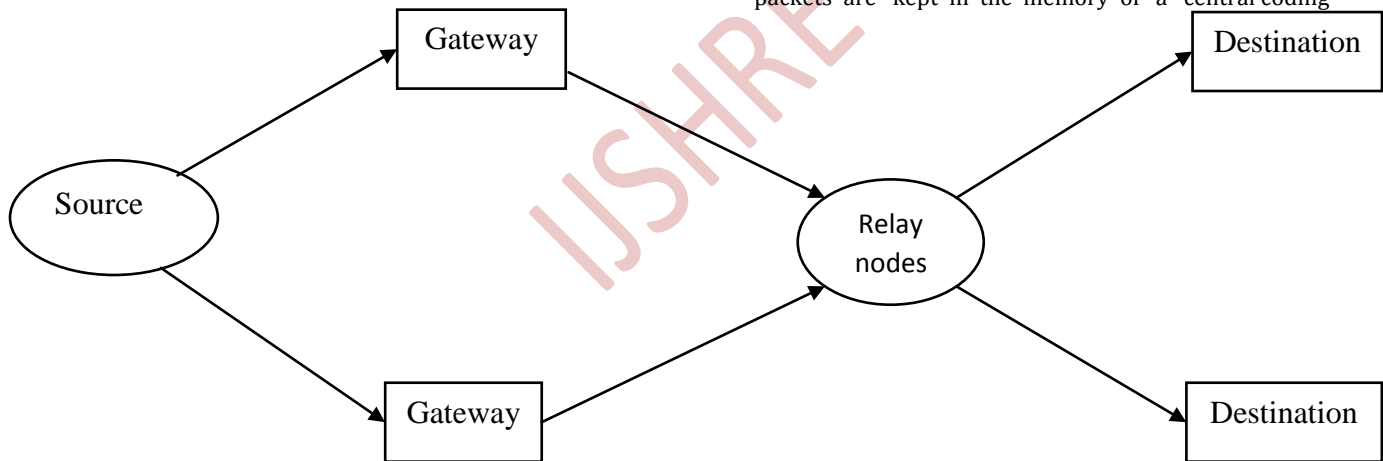 packets are kept in the memory of a central coding
Gateway
Destination
Source
Relay
nodes
Gateway
Destination
IJSHRE